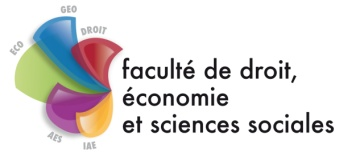 GEO
ECO
DROIT
AES
IAE
faculté de droit,
économie
et sciences sociales